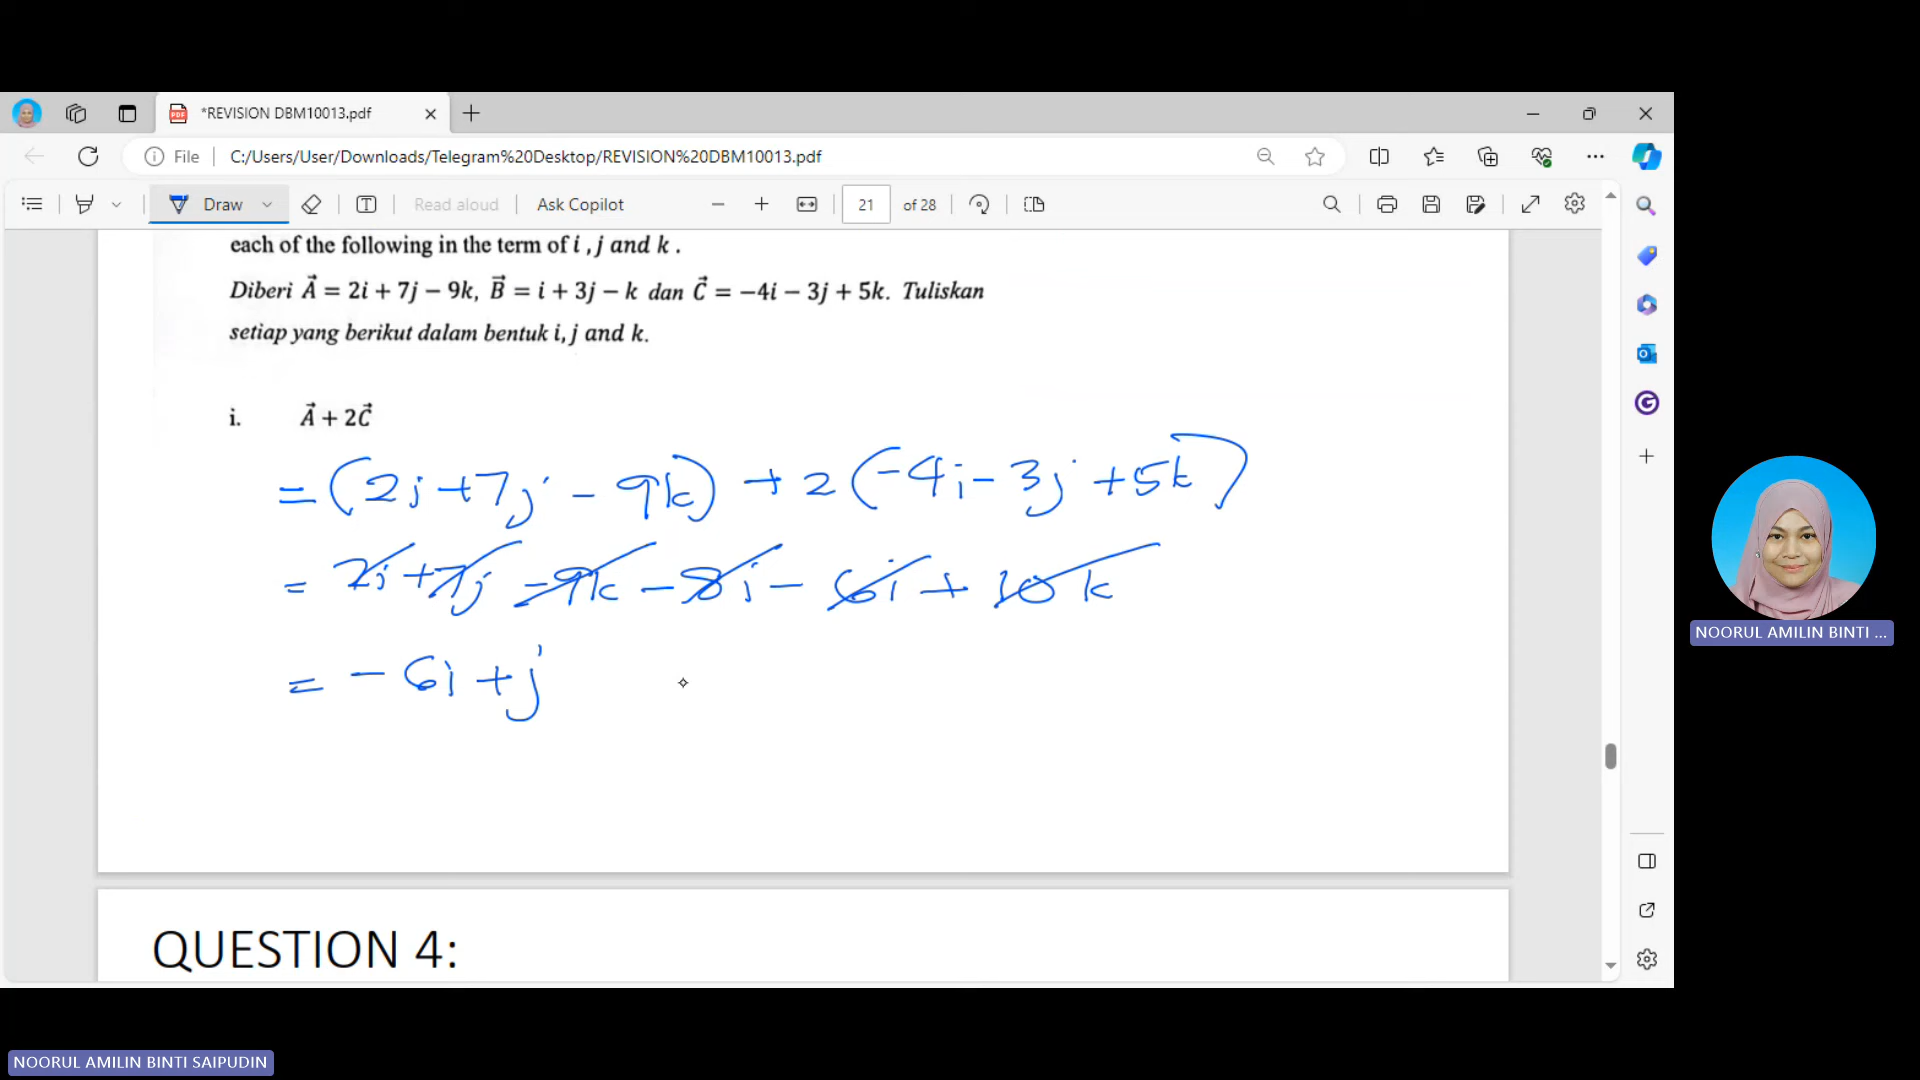 *REVISION DBM10013.pdf
File C:/Users/User/Downloads/Telegram%20Desktop/REVISION%20DBM10013.pdf
Draw Read aloud Ask Copilot 21 of 28
each of the following in the term of i , j and k .
Diberi A⃗ = 2i + 7j − 9k, B⃗ = i + 3j − k dan C⃗ = −4i − 3j + 5k. Tuliskan
setiap yang berikut dalam bentuk i, j and k.
i. A⃗ + 2C⃗
= (2i + 7j − 9k) + 2 (−4i − 3j + 5k)
= 2i + 7j − 9k − 8i − 6j + 10k
= − 6i + j
QUESTION 4:
NOORUL AMILIN BINTI ...
NOORUL AMILIN BINTI SAIPUDIN